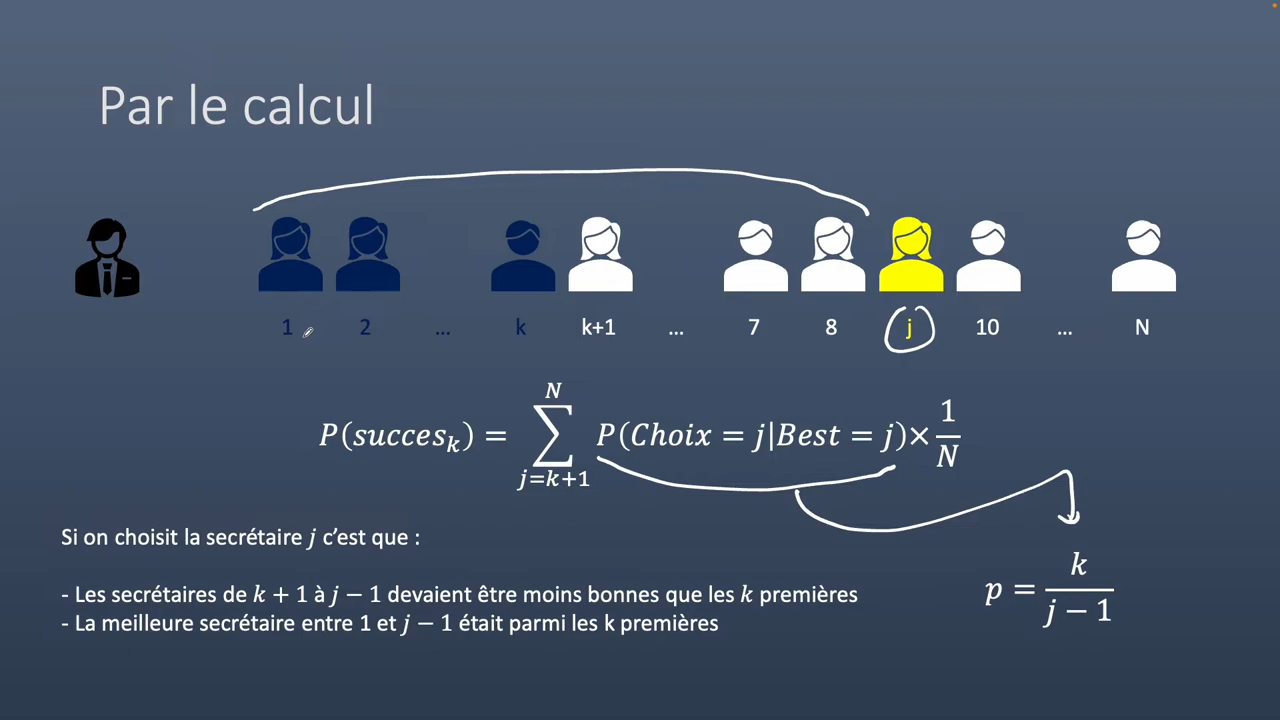 Par le calcul
1 2 ... k k+1 ... 7 8 j 10 ... N
N
P(succes_k) = ∑ P(Choix = j|Best = j) × 1/N
j=k+1
Si on choisit la secrétaire j c'est que :
- Les secrétaires de k + 1 à j − 1 devaient être moins bonnes que les k premières
- La meilleure secrétaire entre 1 et j − 1 était parmi les k premières
p = k/(j − 1)